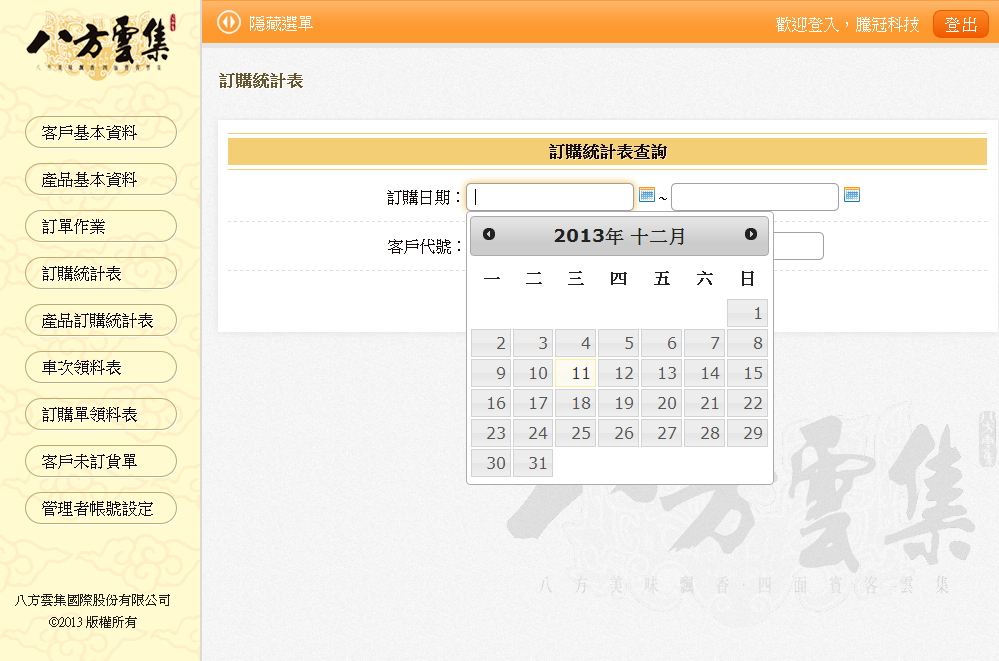 八方雲集
隱藏選單
歡迎登入，騰冠科技
登出
客戶基本資料
產品基本資料
訂單作業
訂購統計表
產品訂購統計表
車次領料表
訂購單領料表
客戶未訂貨單
管理者帳號設定
八方雲集國際股份有限公司
©2013 版權所有
訂購統計表
訂購統計表查詢
訂購日期： ~
客戶代號：
2013年 十二月
一 二 三 四 五 六 日
1
2 3 4 5 6 7 8
9 10 11 12 13 14 15
16 17 18 19 20 21 22
23 24 25 26 27 28 29
30 31
八方雲集
八方美味飄香·四面賓客雲集